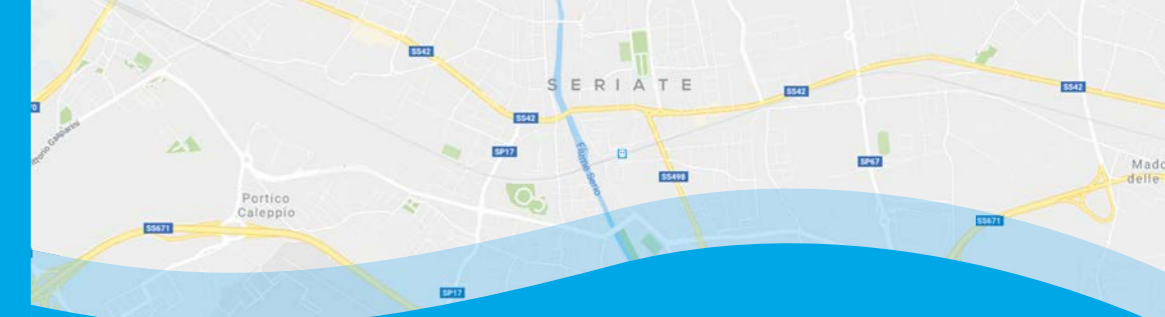 SS42
SERIATE
SS42
SS42
SS42
SP17
Fiume Serio
SP67
SS498
Portico
Caleppio
SS671
SS671
SP17